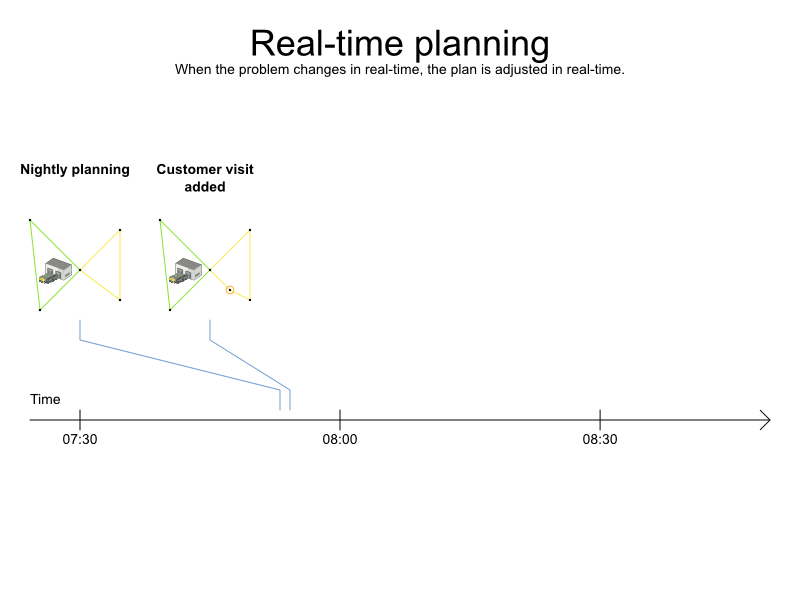 Real-time planning
When the problem changes in real-time, the plan is adjusted in real-time.
Nightly planning
Customer visit
added
Time
07:30
08:00
08:30